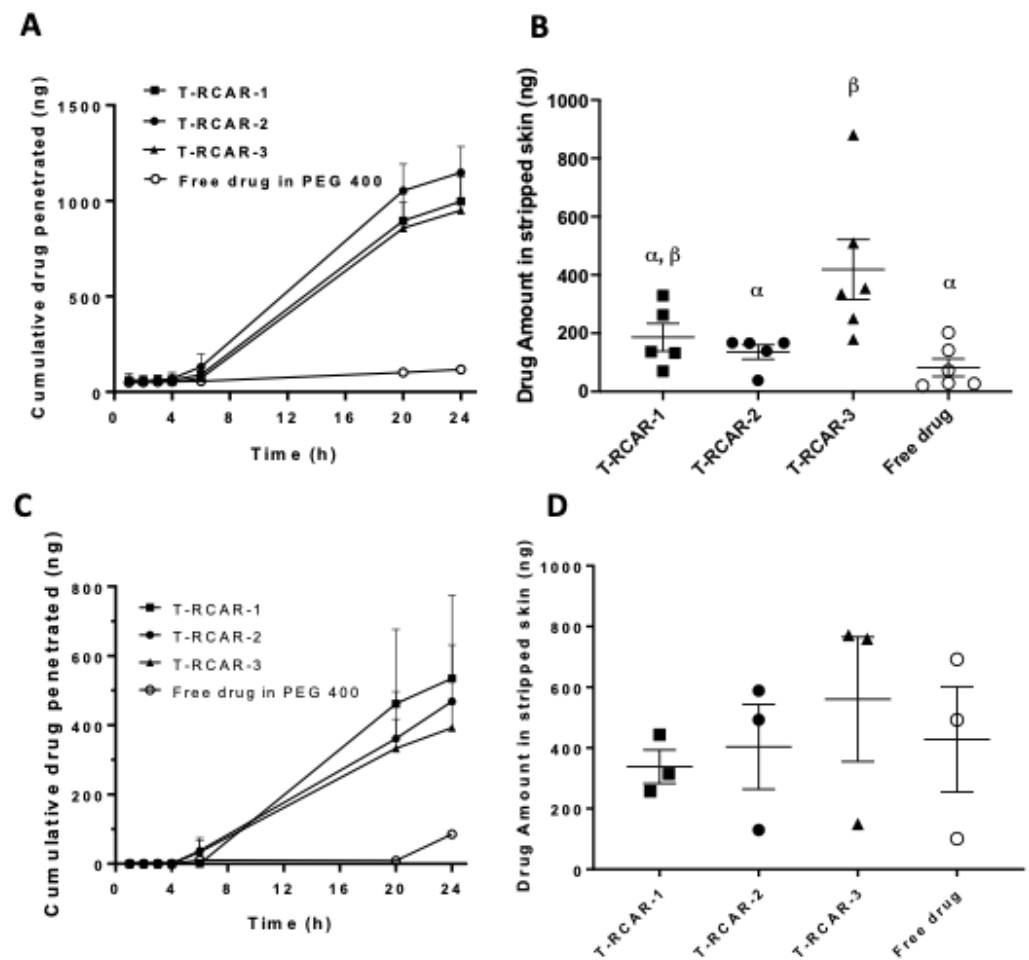 A
Cumulative drug penetrated (ng)
T-RCAR-1
T-RCAR-2
T-RCAR-3
Free drug in PEG 400
1500
1000
500
0
0 4 8 12 16 20 24
Time (h)
B
Drug Amount in stripped skin (ng)
1000
800
600
400
200
0
α, β
α
β
α
T-RCAR-1
T-RCAR-2
T-RCAR-3
Free drug
C
Cumulative drug penetrated (ng)
T-RCAR-1
T-RCAR-2
T-RCAR-3
Free drug in PEG 400
800
600
400
200
0
0 4 8 12 16 20 24
Time (h)
D
Drug Amount in stripped skin (ng)
1000
800
600
400
200
0
T-RCAR-1
T-RCAR-2
T-RCAR-3
Free drug